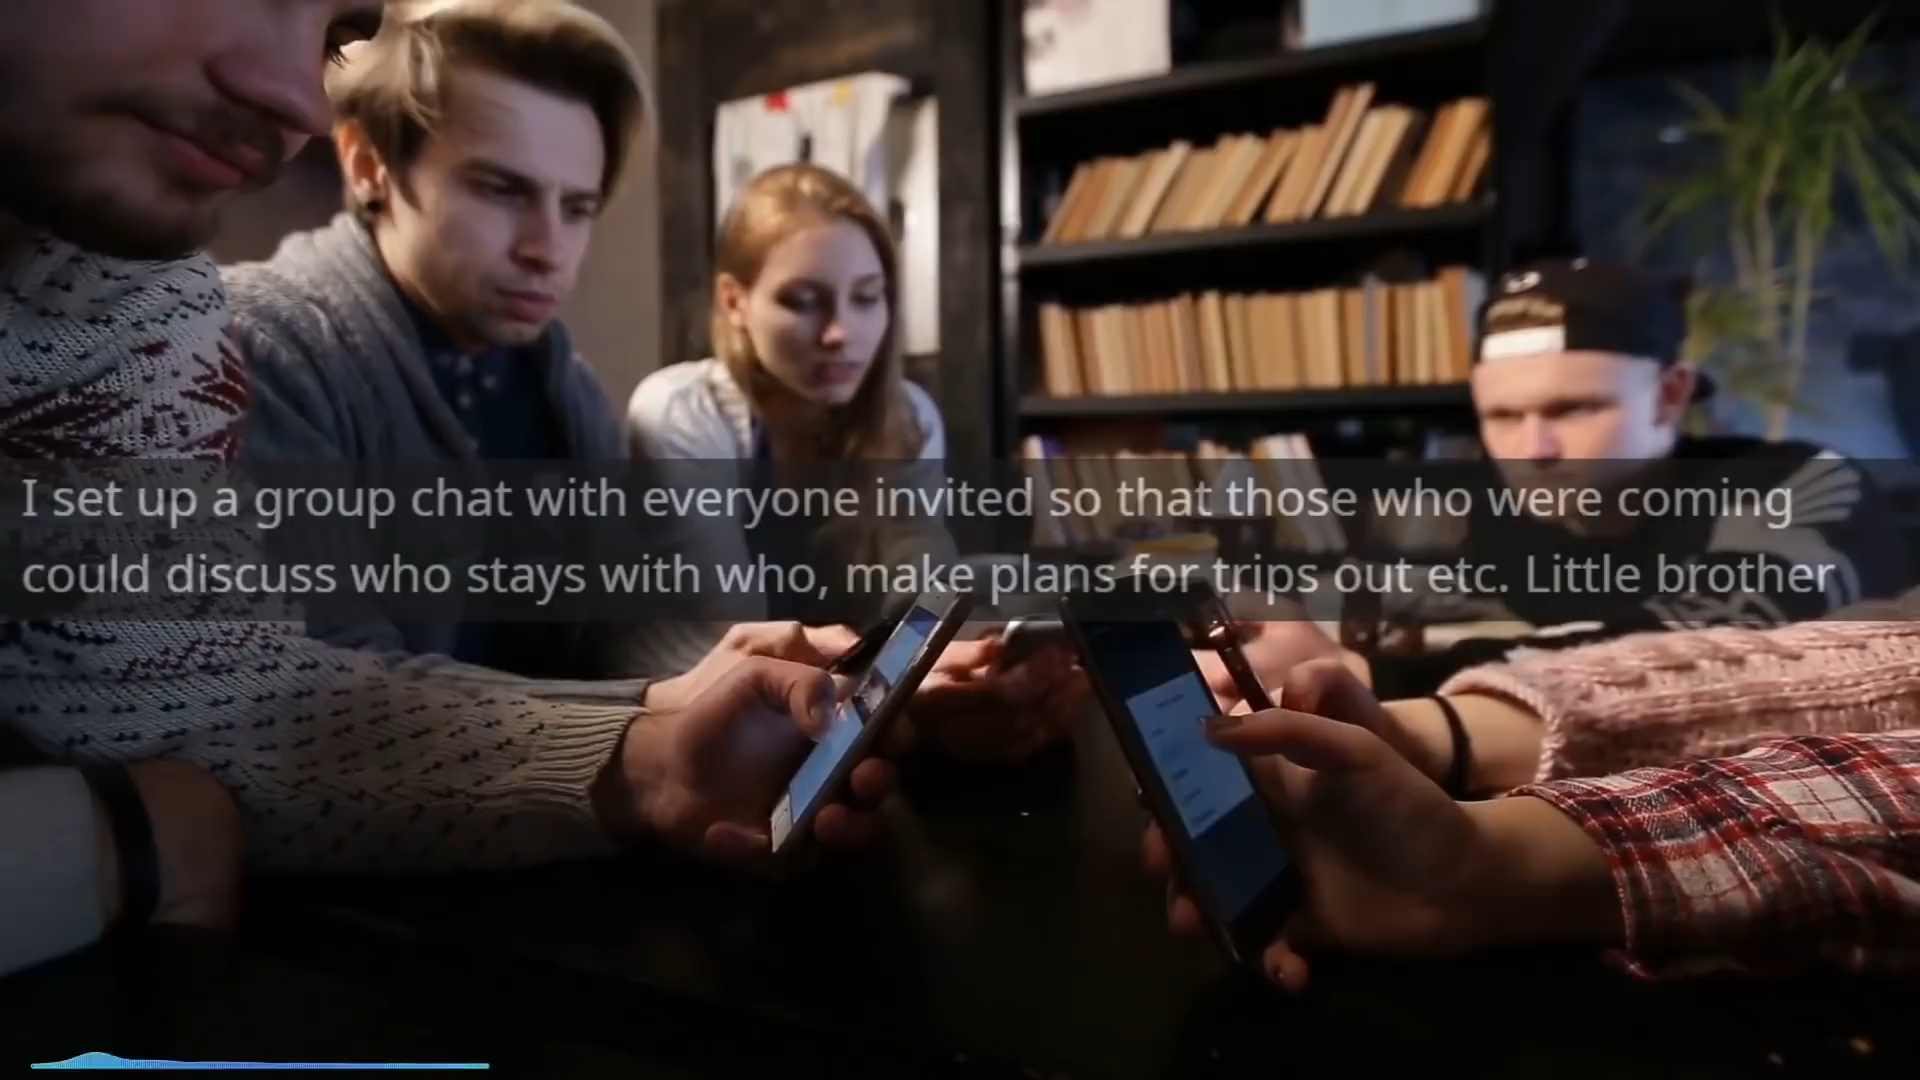 I set up a group chat with everyone invited so that those who were coming
could discuss who stays with who, make plans for trips out etc. Little brother